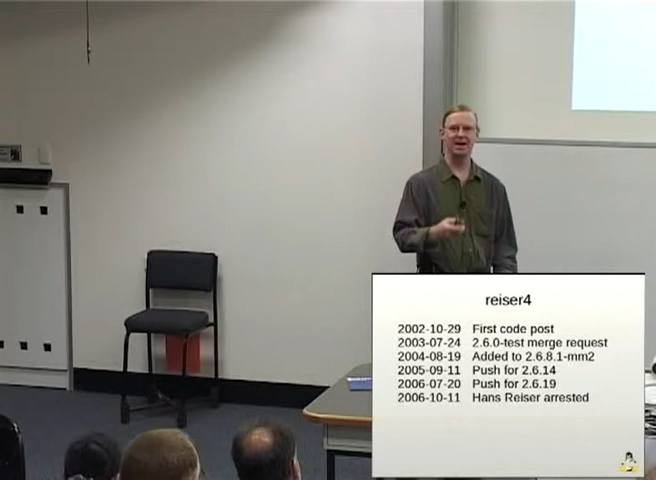 reiser4
2002-10-29 First code post
2003-07-24 2.6.0-test merge request
2004-08-19 Added to 2.6.8.1-mm2
2005-09-11 Push for 2.6.14
2006-07-20 Push for 2.6.19
2006-10-11 Hans Reiser arrested